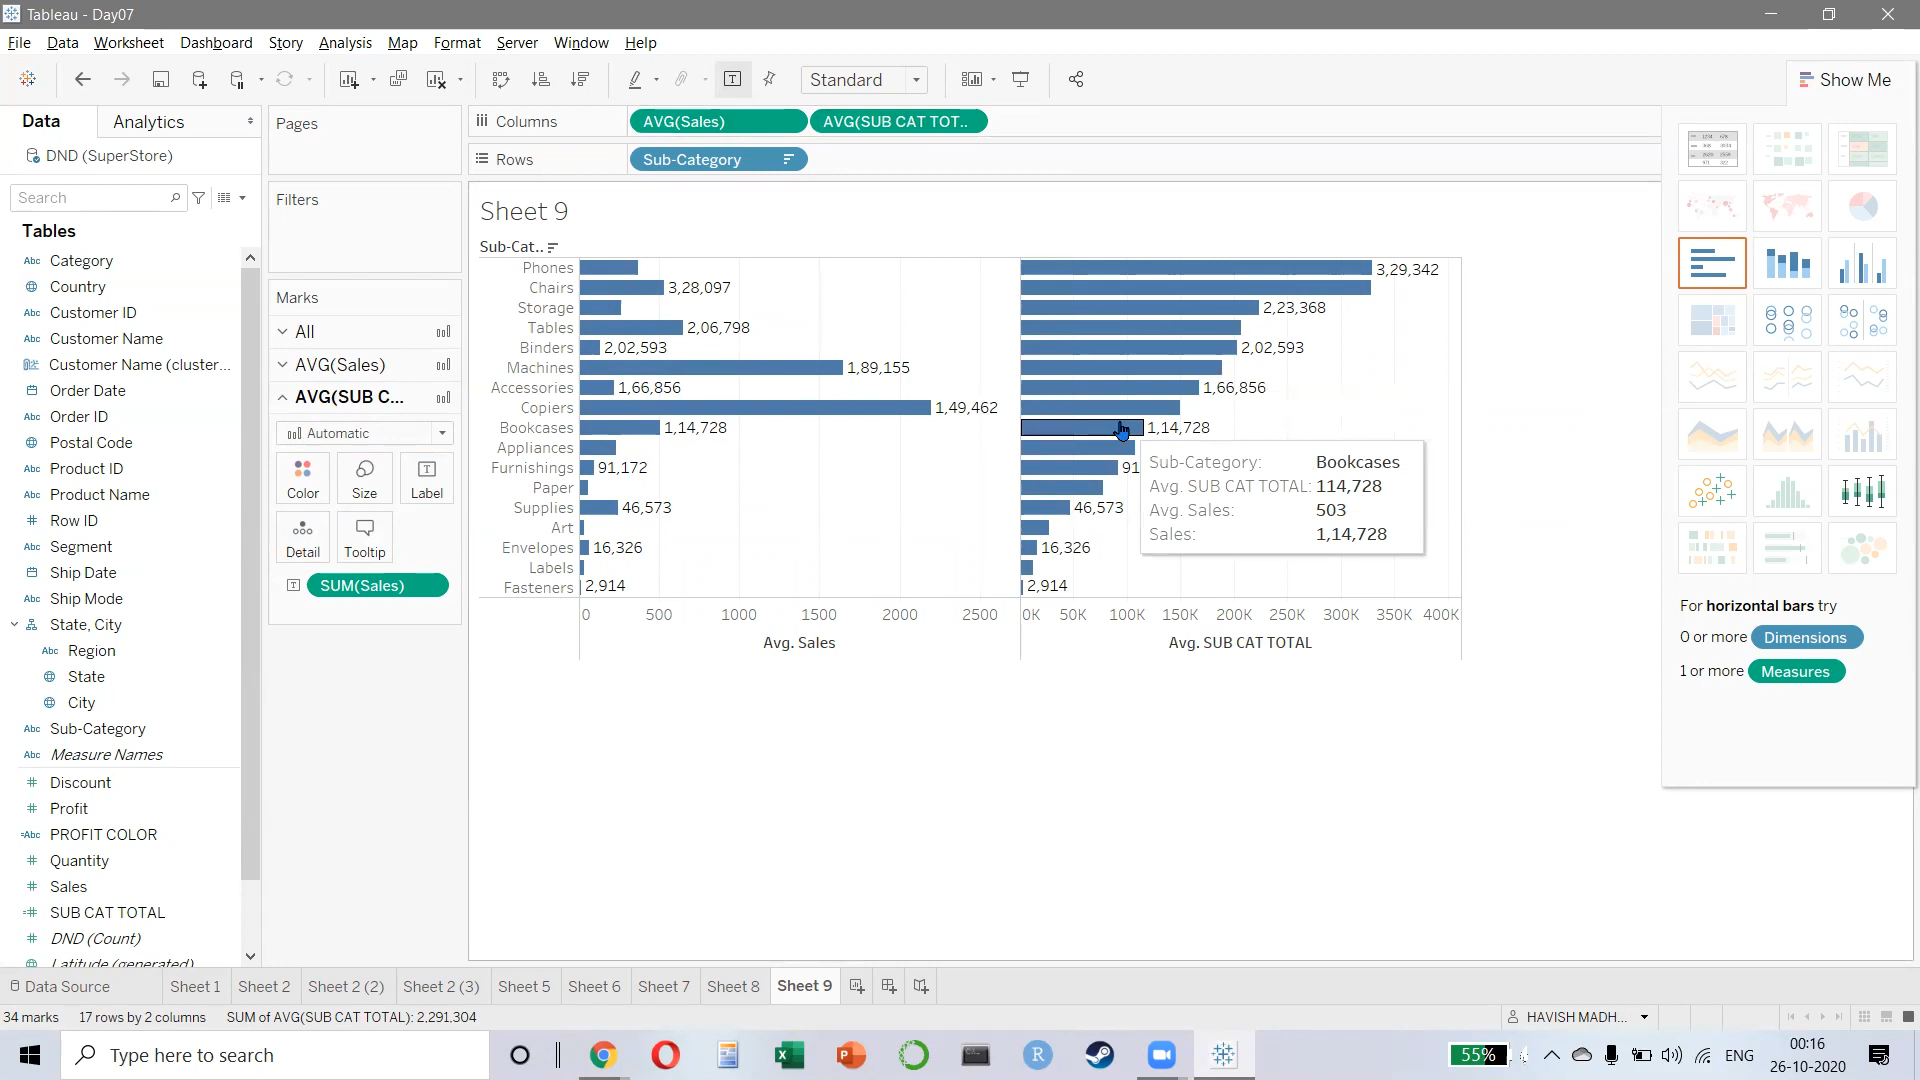 Tableau - Day07
File Data Worksheet Dashboard Story Analysis Map Format Server Window Help
Standard
Show Me
Data Analytics
DND (SuperStore)
Search
Tables
Abc Category
Country
Abc Customer ID
Abc Customer Name
Customer Name (cluster...
Order Date
Abc Order ID
Postal Code
Abc Product ID
Abc Product Name
# Row ID
Abc Segment
Ship Date
Abc Ship Mode
State, City
Abc Region
State
City
Abc Sub-Category
Abc Measure Names
# Discount
# Profit
=Abc PROFIT COLOR
# Quantity
# Sales
=# SUB CAT TOTAL
# DND (Count)
Latitude (generated)
Pages
Filters
Marks
All
AVG(Sales)
AVG(SUB C...
Automatic
Color Size Label
Detail Tooltip
SUM(Sales)
Columns AVG(Sales) AVG(SUB CAT TOT..
Rows Sub-Category
Sheet 9
Sub-Cat..
Phones 3,29,342
Chairs 3,28,097
Storage 2,23,368
Tables 2,06,798
Binders 2,02,593 2,02,593
Machines 1,89,155
Accessories 1,66,856 1,66,856
Copiers 1,49,462
Bookcases 1,14,728 1,14,728
Appliances
Furnishings 91,172 91
Paper
Supplies 46,573 46,573
Art
Envelopes 16,326 16,326
Labels
Fasteners 2,914 2,914
0 500 1000 1500 2000 2500 0K 50K 100K 150K 200K 250K 300K 350K 400K
Avg. Sales Avg. SUB CAT TOTAL
Sub-Category: Bookcases
Avg. SUB CAT TOTAL: 114,728
Avg. Sales: 503
Sales: 1,14,728
For horizontal bars try
0 or more Dimensions
1 or more Measures
Data Source Sheet 1 Sheet 2 Sheet 2 (2) Sheet 2 (3) Sheet 5 Sheet 6 Sheet 7 Sheet 8 Sheet 9
34 marks 17 rows by 2 columns SUM of AVG(SUB CAT TOTAL): 2,291,304
HAVISH MADH...
Type here to search
55%
ENG
00:16
26-10-2020